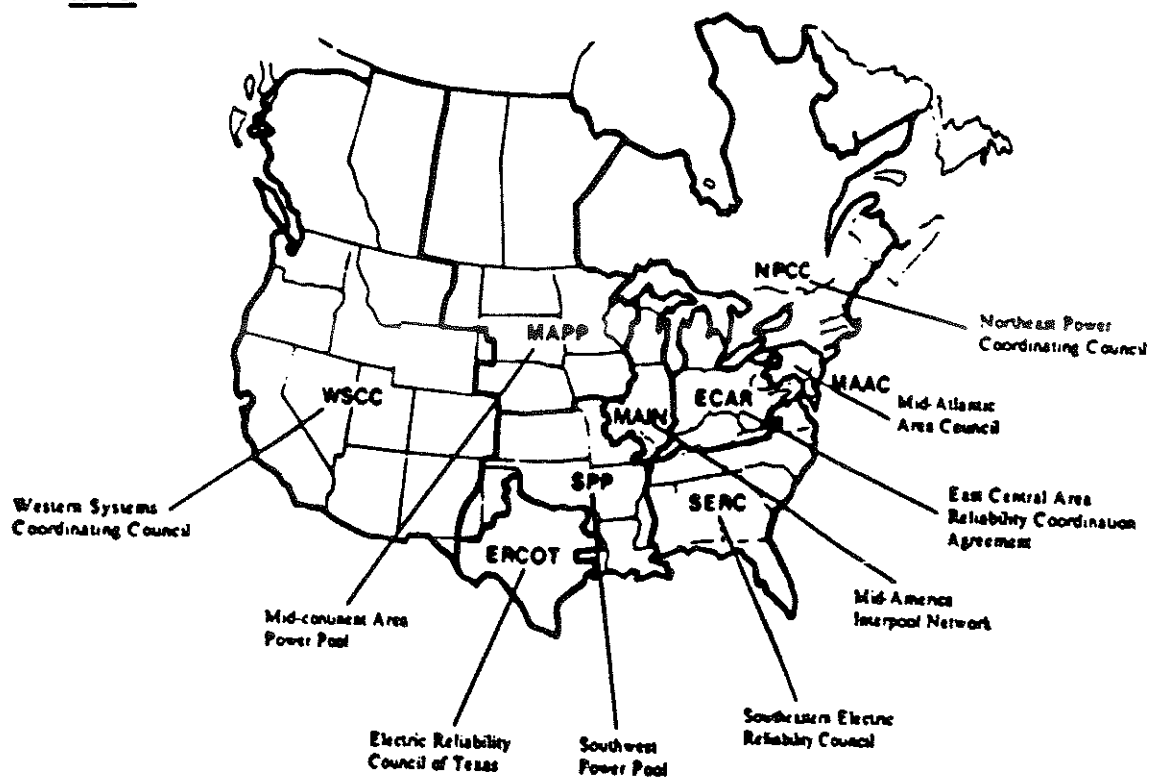 NPCC
Northeast Power
Coordinating Council
MAPP
MAAC
WSCC
ECAR
Mid-Atlantic
Area Council
MAIN
SPP
SERC
East Central Area
Reliability Coordination
Agreement
Western Systems
Coordinating Council
ERCOT
Mid-America
Interpool Network
Mid-continent Area
Power Pool
Southeastern Electric
Reliability Council
Electric Reliability
Council of Texas
Southwest
Power Pool